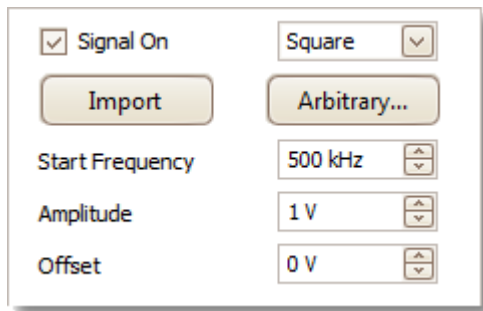 Signal On Square
Import Arbitrary...
Start Frequency 500 kHz
Amplitude 1 V
Offset 0 V